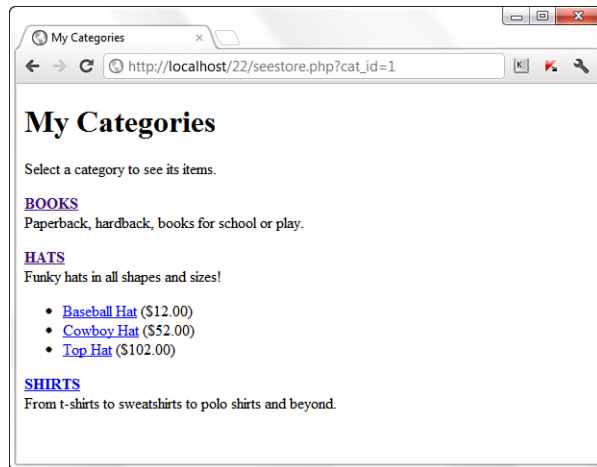 My Categories
http://localhost/22/seestore.php?cat_id=1
My Categories
Select a category to see its items.
BOOKS
Paperback, hardback, books for school or play.
HATS
Funky hats in all shapes and sizes!
Baseball Hat ($12.00)
Cowboy Hat ($52.00)
Top Hat ($102.00)
SHIRTS
From t-shirts to sweatshirts to polo shirts and beyond.